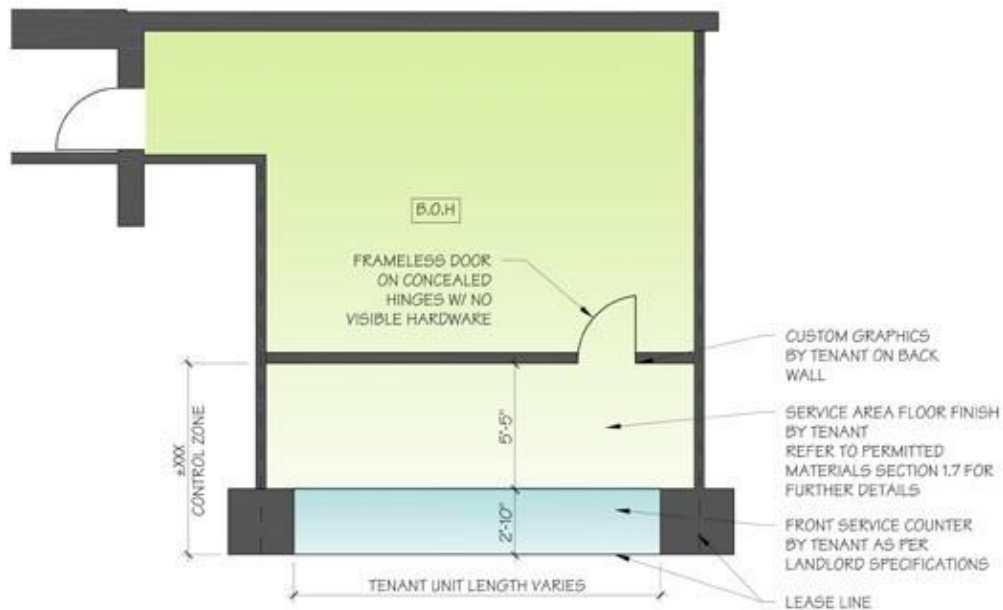 B.O.H
FRAMELESS DOOR
ON CONCEALED
HINGES W/ NO
VISIBLE HARDWARE
CUSTOM GRAPHICS
BY TENANT ON BACK
WALL
±XXX
CONTROL ZONE
5'-5"
SERVICE AREA FLOOR FINISH
BY TENANT
REFER TO PERMITTED
MATERIALS SECTION 1.7 FOR
FURTHER DETAILS
2'-10"
FRONT SERVICE COUNTER
BY TENANT AS PER
LANDLORD SPECIFICATIONS
TENANT UNIT LENGTH VARIES
LEASE LINE